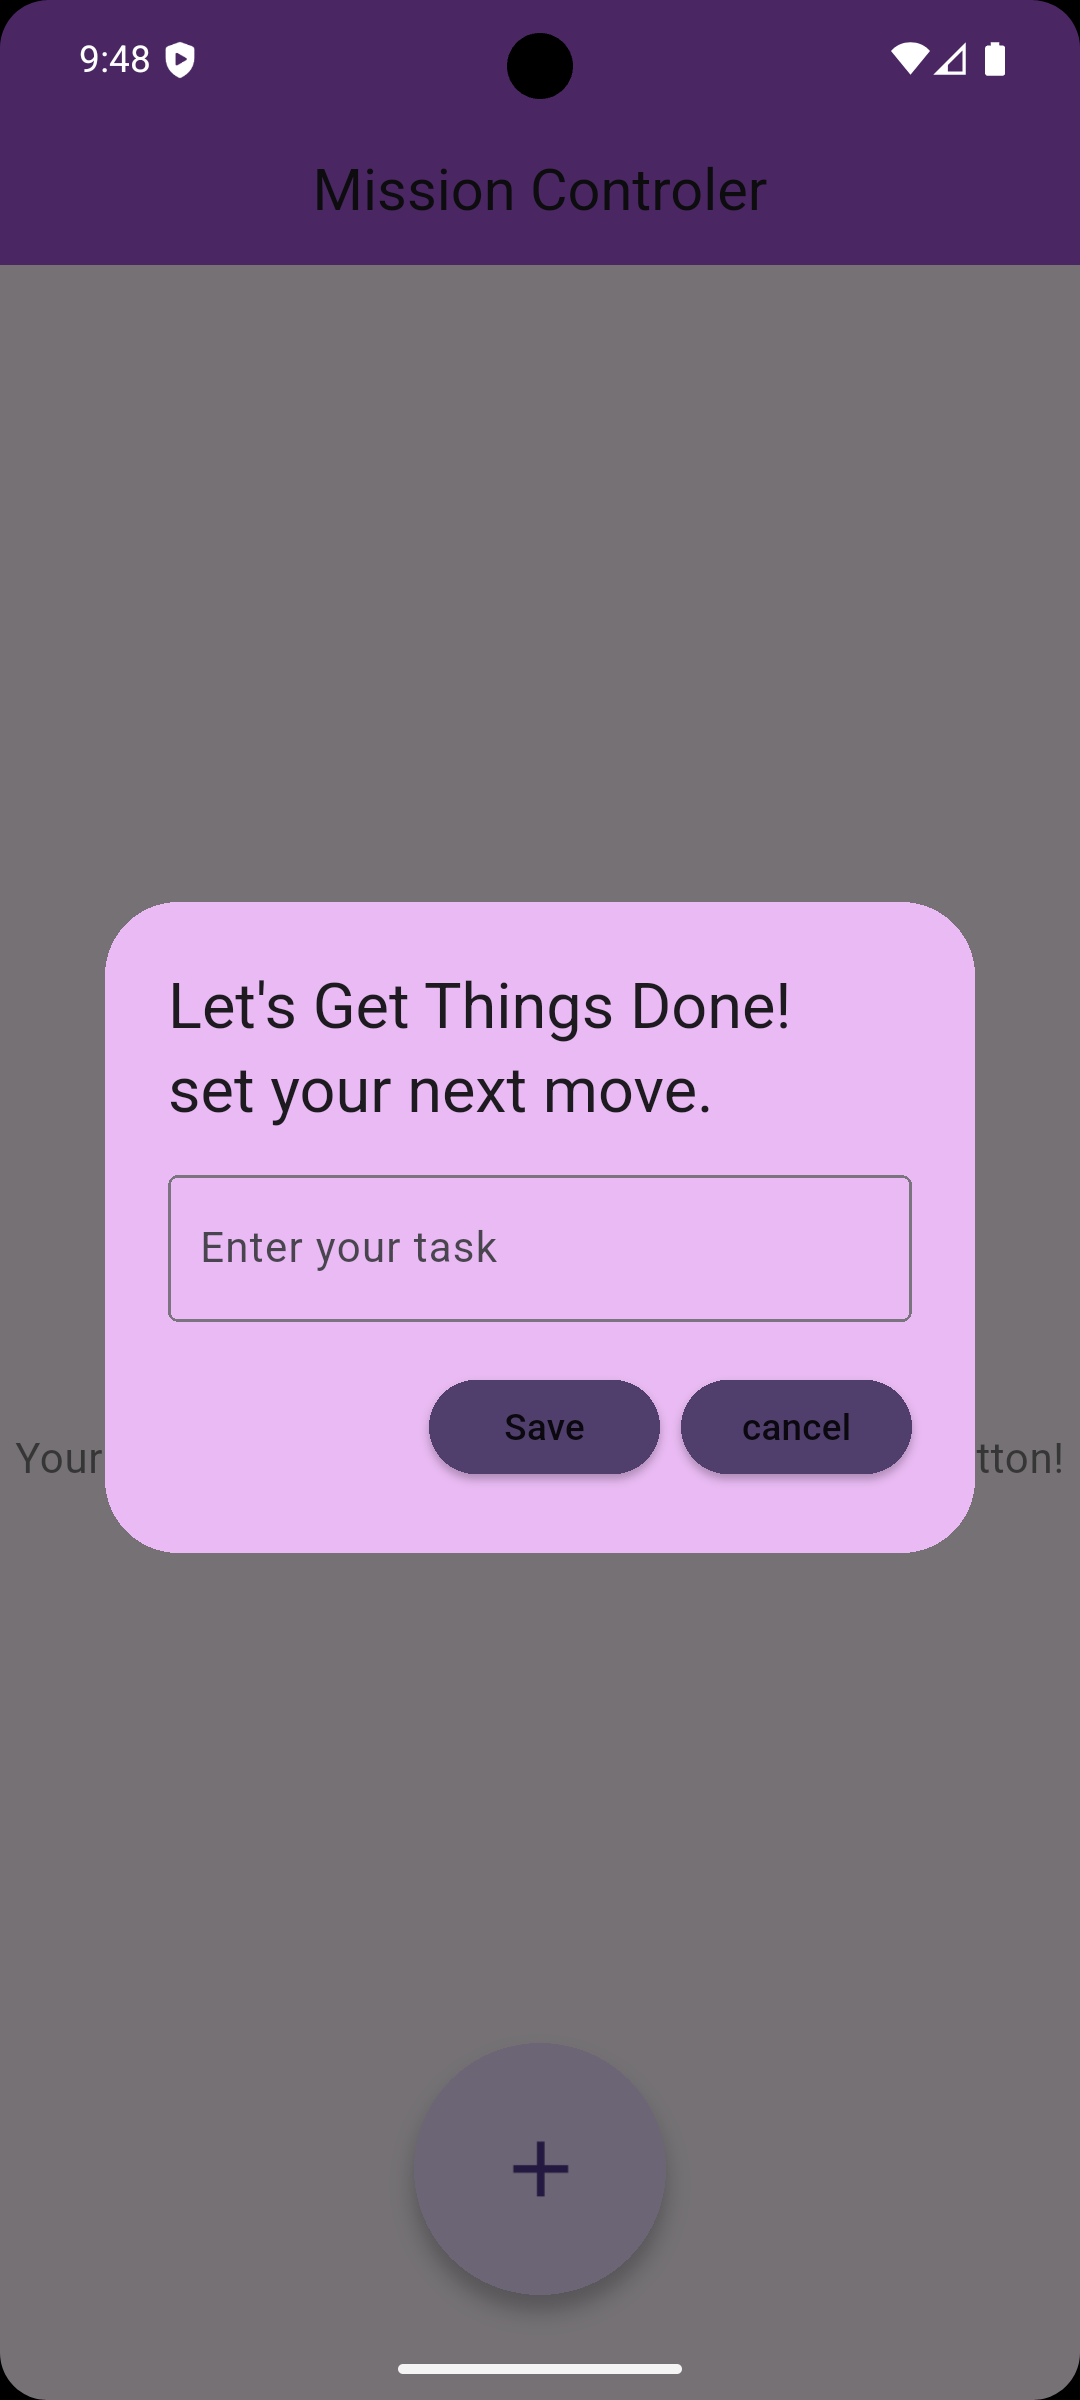 9:48
Mission Controler
Let's Get Things Done!
set your next move.
Enter your task
Save cancel
Your tton!